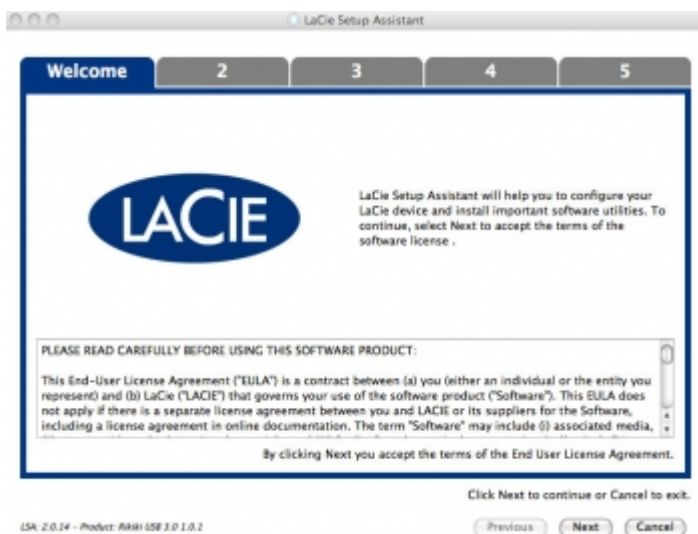 LaCie Setup Assistant
Welcome 2 3 4 5
LACIE
LaCie Setup Assistant will help you to configure your
LaCie device and install important software utilities. To
continue, select Next to accept the terms of the
software license .
PLEASE READ CAREFULLY BEFORE USING THIS SOFTWARE PRODUCT:
This End-User License Agreement ("EULA") is a contract between (a) you (either an individual or the entity you
represent) and (b) LaCie ("LACIE") that governs your use of the software product ("Software"). This EULA does
not apply if there is a separate license agreement between you and LACIE or its suppliers for the Software,
including a license agreement in online documentation. The term "Software" may include (i) associated media,
By clicking Next you accept the terms of the End User License Agreement.
Click Next to continue or Cancel to exit.
LSA: 2.0.14 - Product: Rikiki USB 3.0 1.0.2
Previous Next Cancel